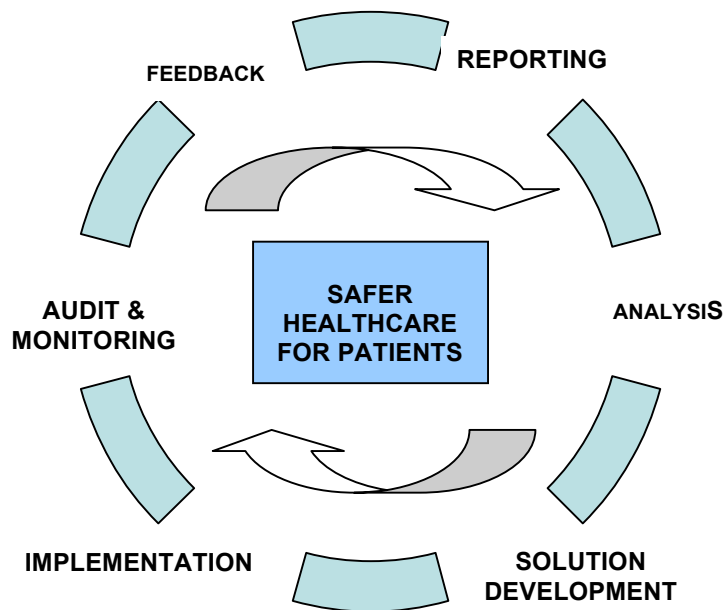 FEEDBACK
REPORTING
SAFER
HEALTHCARE
FOR PATIENTS
AUDIT &
MONITORING
ANALYSIS
IMPLEMENTATION
SOLUTION
DEVELOPMENT